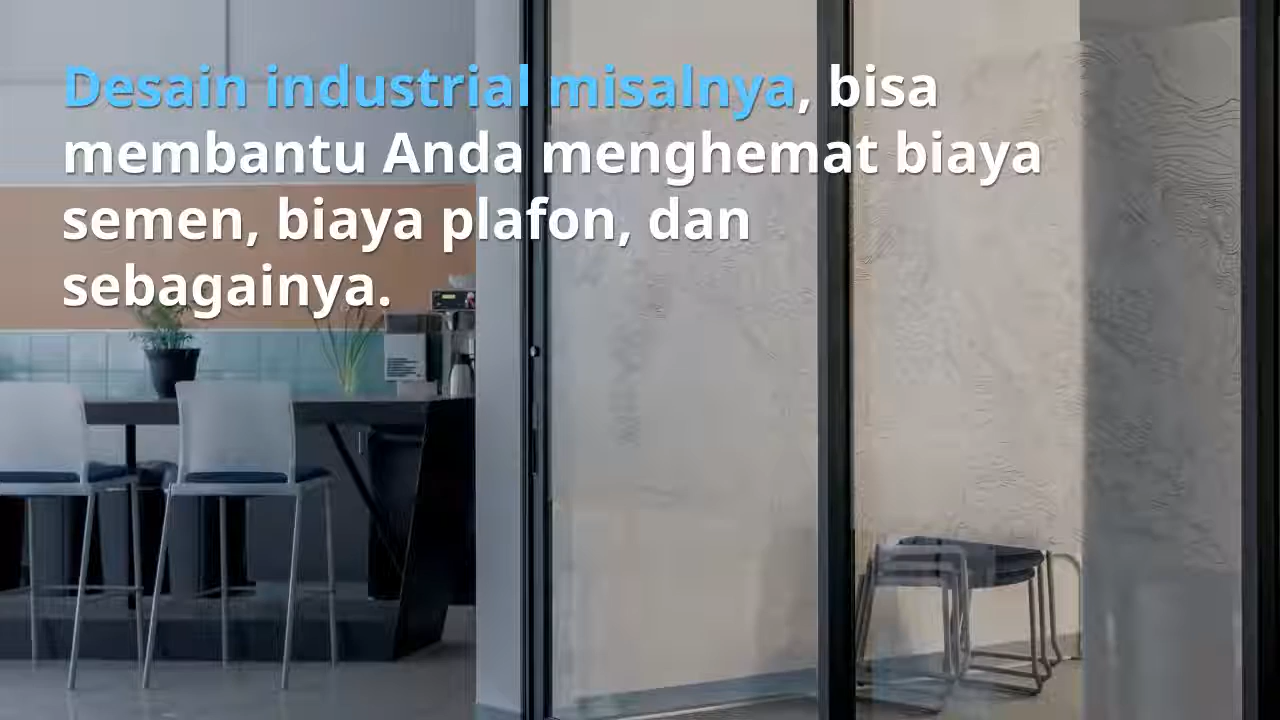 Desain industrial misalnya, bisa
membantu Anda menghemat biaya
semen, biaya plafon, dan
sebagainya.